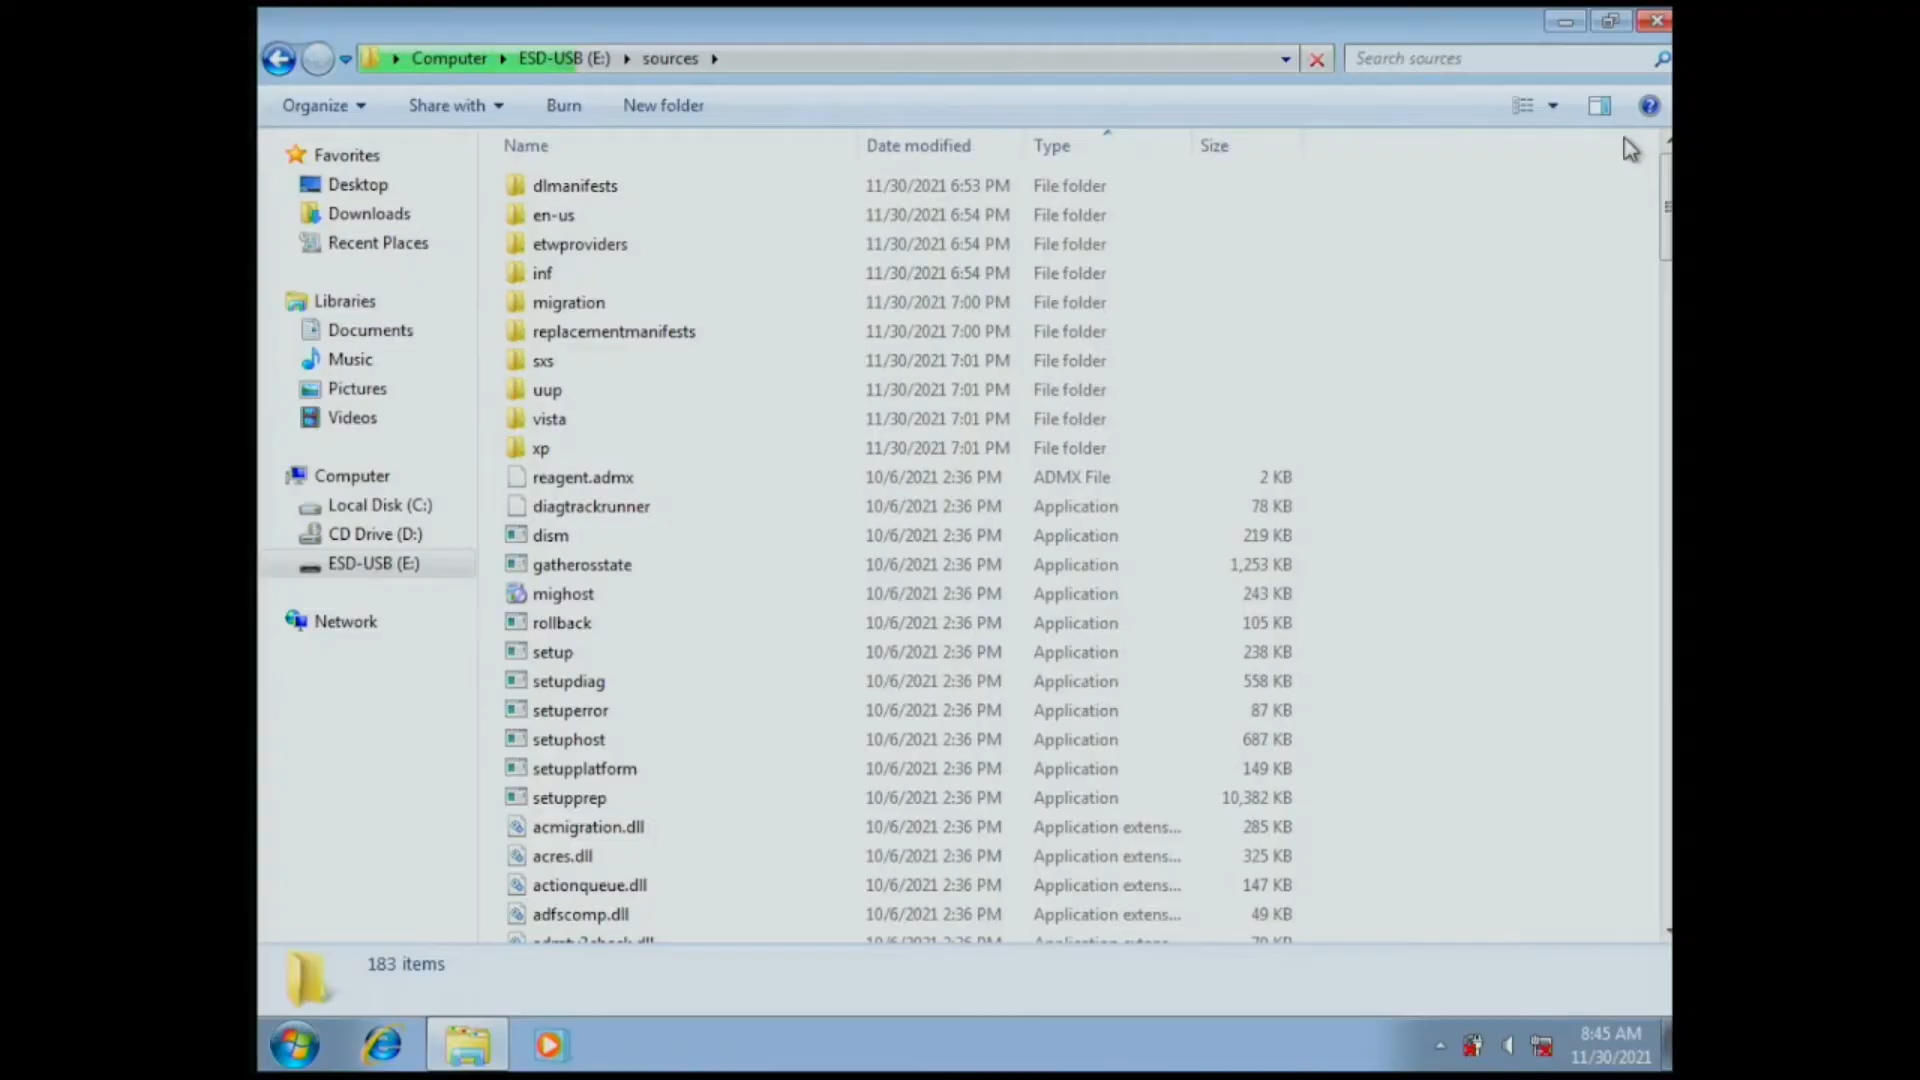 Computer ESD-USB (E:) sources
Search sources
Organize Share with Burn New folder
Name Date modified Type Size
Favorites
Desktop
Downloads
Recent Places
Libraries
Documents
Music
Pictures
Videos
Computer
Local Disk (C:)
CD Drive (D:)
ESD-USB (E:)
Network
dlmanifests 11/30/2021 6:53 PM File folder
en-us 11/30/2021 6:54 PM File folder
etwproviders 11/30/2021 6:54 PM File folder
inf 11/30/2021 6:54 PM File folder
migration 11/30/2021 7:00 PM File folder
replacementmanifests 11/30/2021 7:00 PM File folder
sxs 11/30/2021 7:01 PM File folder
uup 11/30/2021 7:01 PM File folder
vista 11/30/2021 7:01 PM File folder
xp 11/30/2021 7:01 PM File folder
reagent.admx 10/6/2021 2:36 PM ADMX File 2 KB
diagtrackrunner 10/6/2021 2:36 PM Application 78 KB
dism 10/6/2021 2:36 PM Application 219 KB
gatherosstate 10/6/2021 2:36 PM Application 1,253 KB
mighost 10/6/2021 2:36 PM Application 243 KB
rollback 10/6/2021 2:36 PM Application 105 KB
setup 10/6/2021 2:36 PM Application 238 KB
setupdiag 10/6/2021 2:36 PM Application 558 KB
setuperror 10/6/2021 2:36 PM Application 87 KB
setuphost 10/6/2021 2:36 PM Application 687 KB
setupplatform 10/6/2021 2:36 PM Application 149 KB
setupprep 10/6/2021 2:36 PM Application 10,382 KB
acmigration.dll 10/6/2021 2:36 PM Application extens... 285 KB
acres.dll 10/6/2021 2:36 PM Application extens... 325 KB
actionqueue.dll 10/6/2021 2:36 PM Application extens... 147 KB
adfscomp.dll 10/6/2021 2:36 PM Application extens... 49 KB
183 items
8:45 AM
11/30/2021